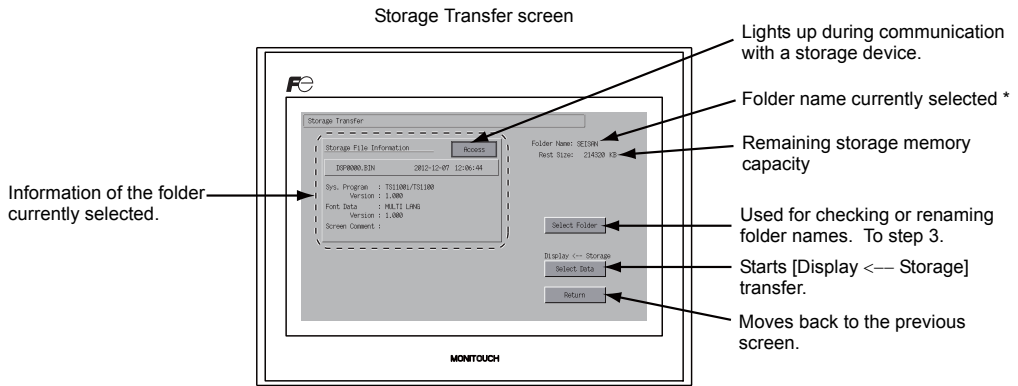 Storage Transfer screen
Lights up during communication
with a storage device.
Folder name currently selected *
Remaining storage memory
capacity
Information of the folder
currently selected.
Used for checking or renaming
folder names. To step 3.
Starts [Display <-- Storage]
transfer.
Moves back to the previous
screen.
Fe
Storage Transfer
Storage File Information
Access
DSP0000.BIN 2012-12-07 12:06:44
Sys. Program : TS1100i/TS1100
Version : 1.000
Font Data : MULTI LANG
Version : 1.000
Screen Comment :
Folder Name: SEISAN
Rest Size: 214320 KB
Select Folder
Display <-- Storage
Select Data
Return
MONITOUCH